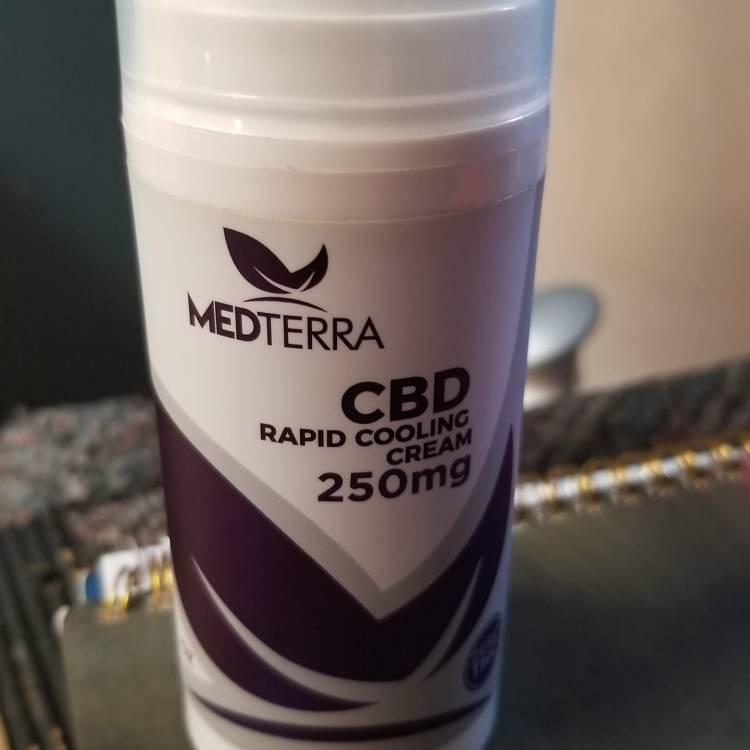 MEDTERRA
CBD
RAPID COOLING
CREAM
250mg